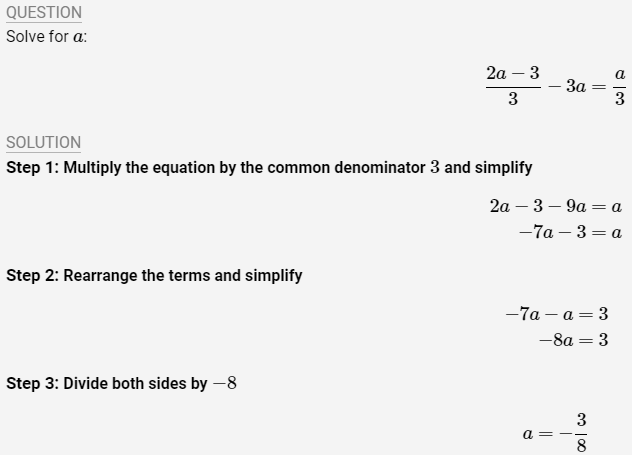 QUESTION
Solve for a:
\frac{2a − 3}{3} − 3a = \frac{a}{3}
SOLUTION
Step 1: Multiply the equation by the common denominator 3 and simplify
2a − 3 − 9a = a
−7a − 3 = a
Step 2: Rearrange the terms and simplify
−7a − a = 3
−8a = 3
Step 3: Divide both sides by −8
a = −\frac{3}{8}